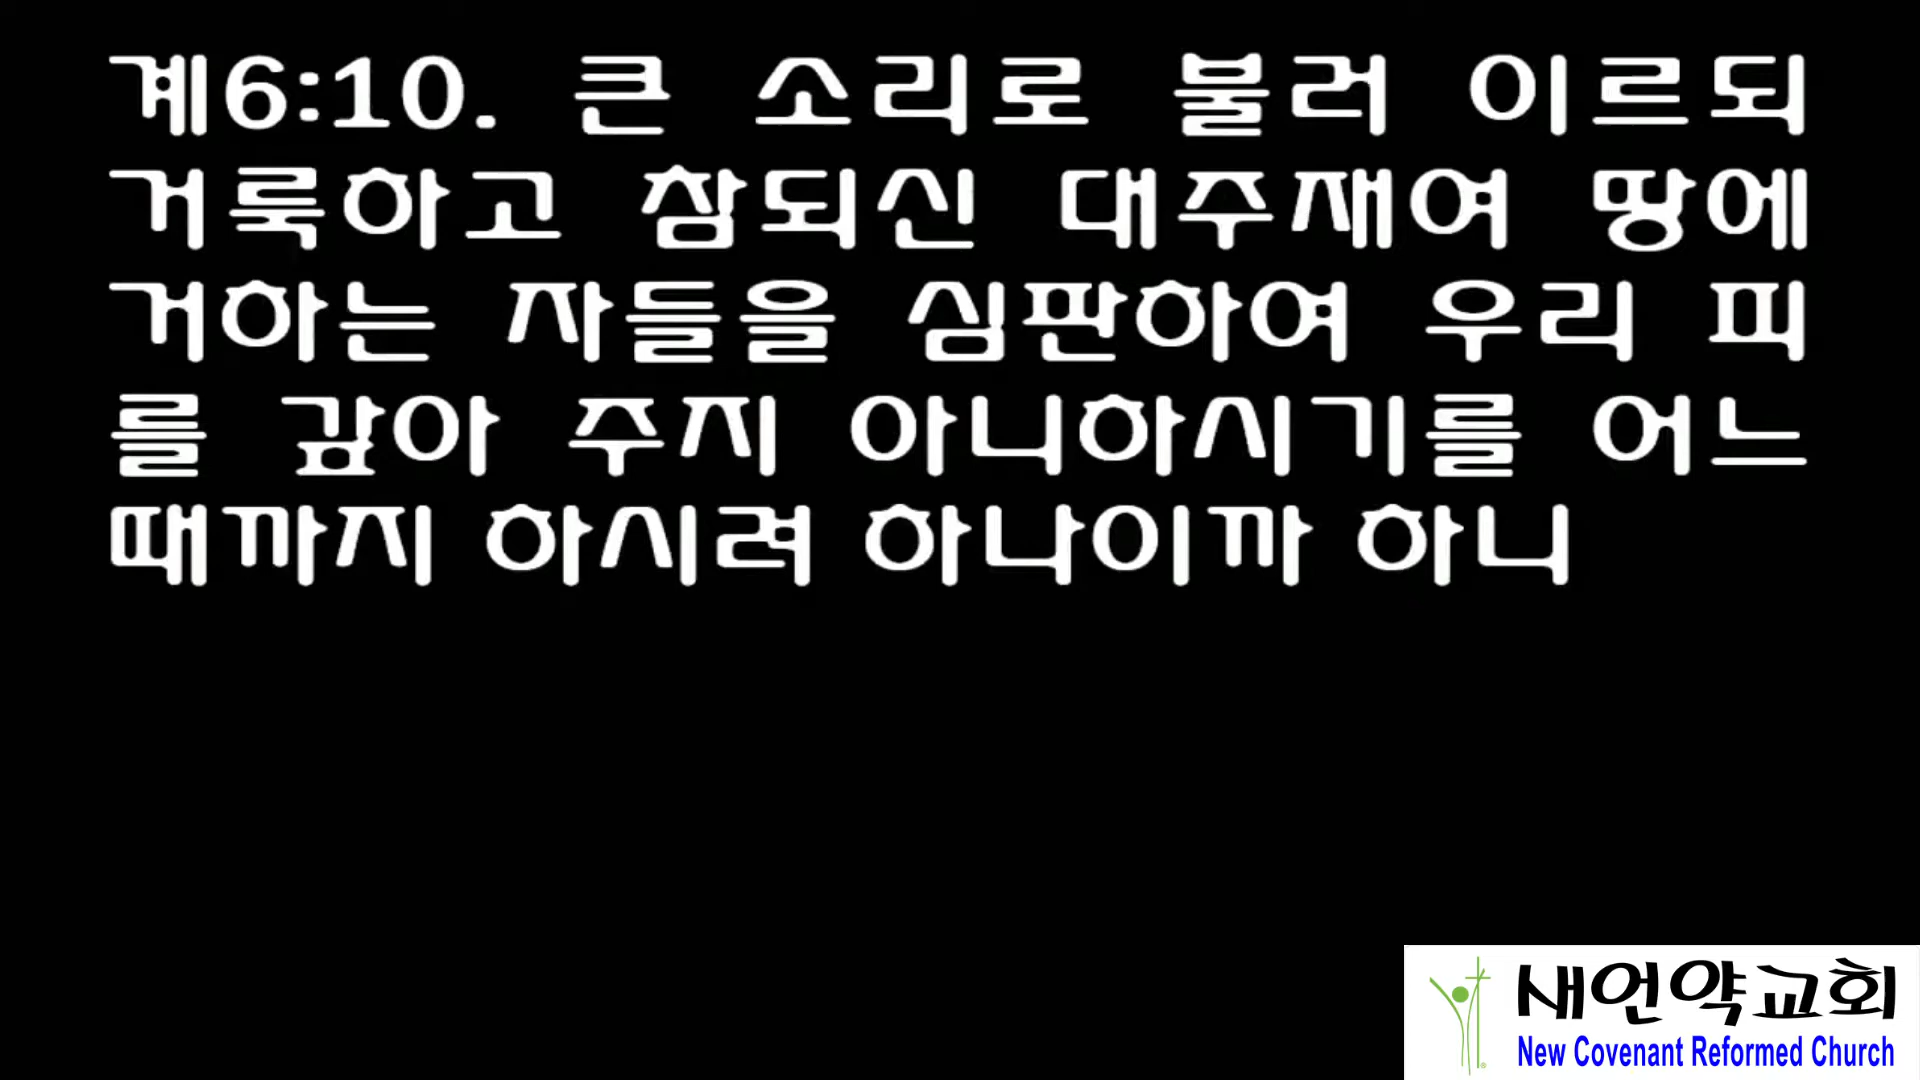 계6:10. 큰 소리로 불러 이르되
거룩하고 참되신 대주재여 땅에
거하는 자들을 심판하여 우리 피
를 갚아 주지 아니하시기를 어느
때까지 하시려 하나이까 하니
새언약교회
New Covenant Reformed Church